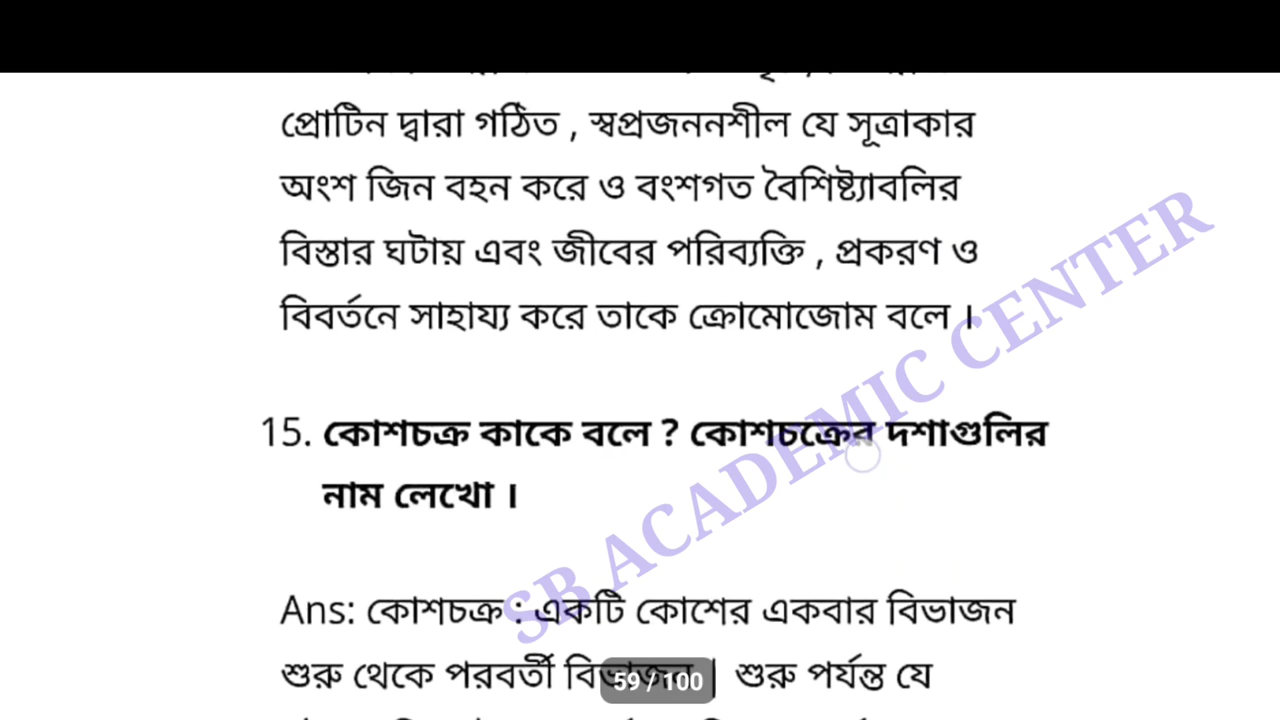 প্রোটিন দ্বারা গঠিত , স্বপ্রজননশীল যে সূত্রাকার
অংশ জিন বহন করে ও বংশগত বৈশিষ্ট্যাবলির
বিস্তার ঘটায় এবং জীবের পরিব্যক্তি , প্রকরণ ও
বিবর্তনে সাহায্য করে তাকে ক্রোমোজোম বলে ।
15. কোশচক্র কাকে বলে ? কোশচক্রের দশাগুলির
নাম লেখো ।
Ans: কোশচক্র : একটি কোশের একবার বিভাজন
শুরু থেকে পরবর্তী বিভাজন | শুরু পর্যন্ত যে
59 / 100
SB ACADEMIC CENTER